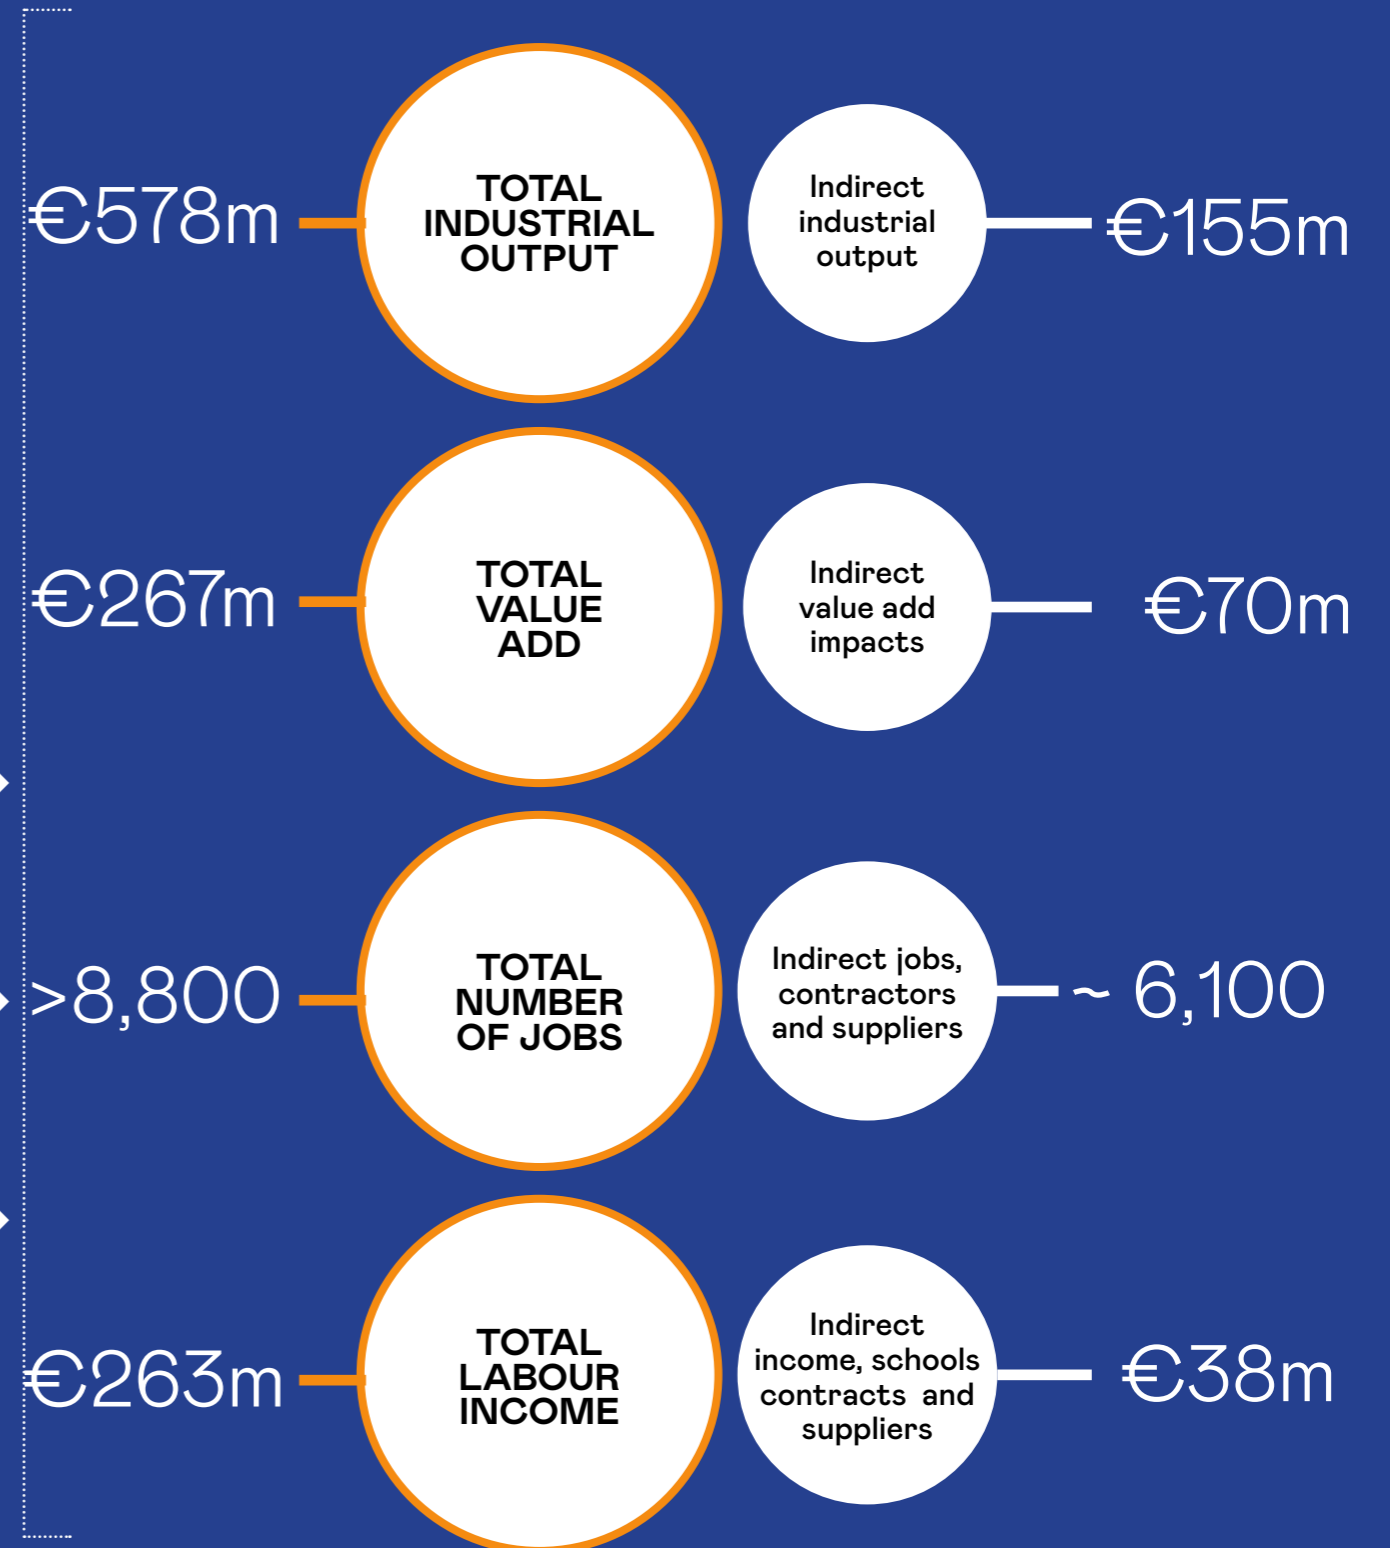 €578m
TOTAL
INDUSTRIAL
OUTPUT
Indirect
industrial
output
€155m
€267m
TOTAL
VALUE
ADD
Indirect
value add
impacts
€70m
>8,800
TOTAL
NUMBER
OF JOBS
Indirect jobs,
contractors
and suppliers
~ 6,100
€263m
TOTAL
LABOUR
INCOME
Indirect
income, schools
contracts and
suppliers
€38m